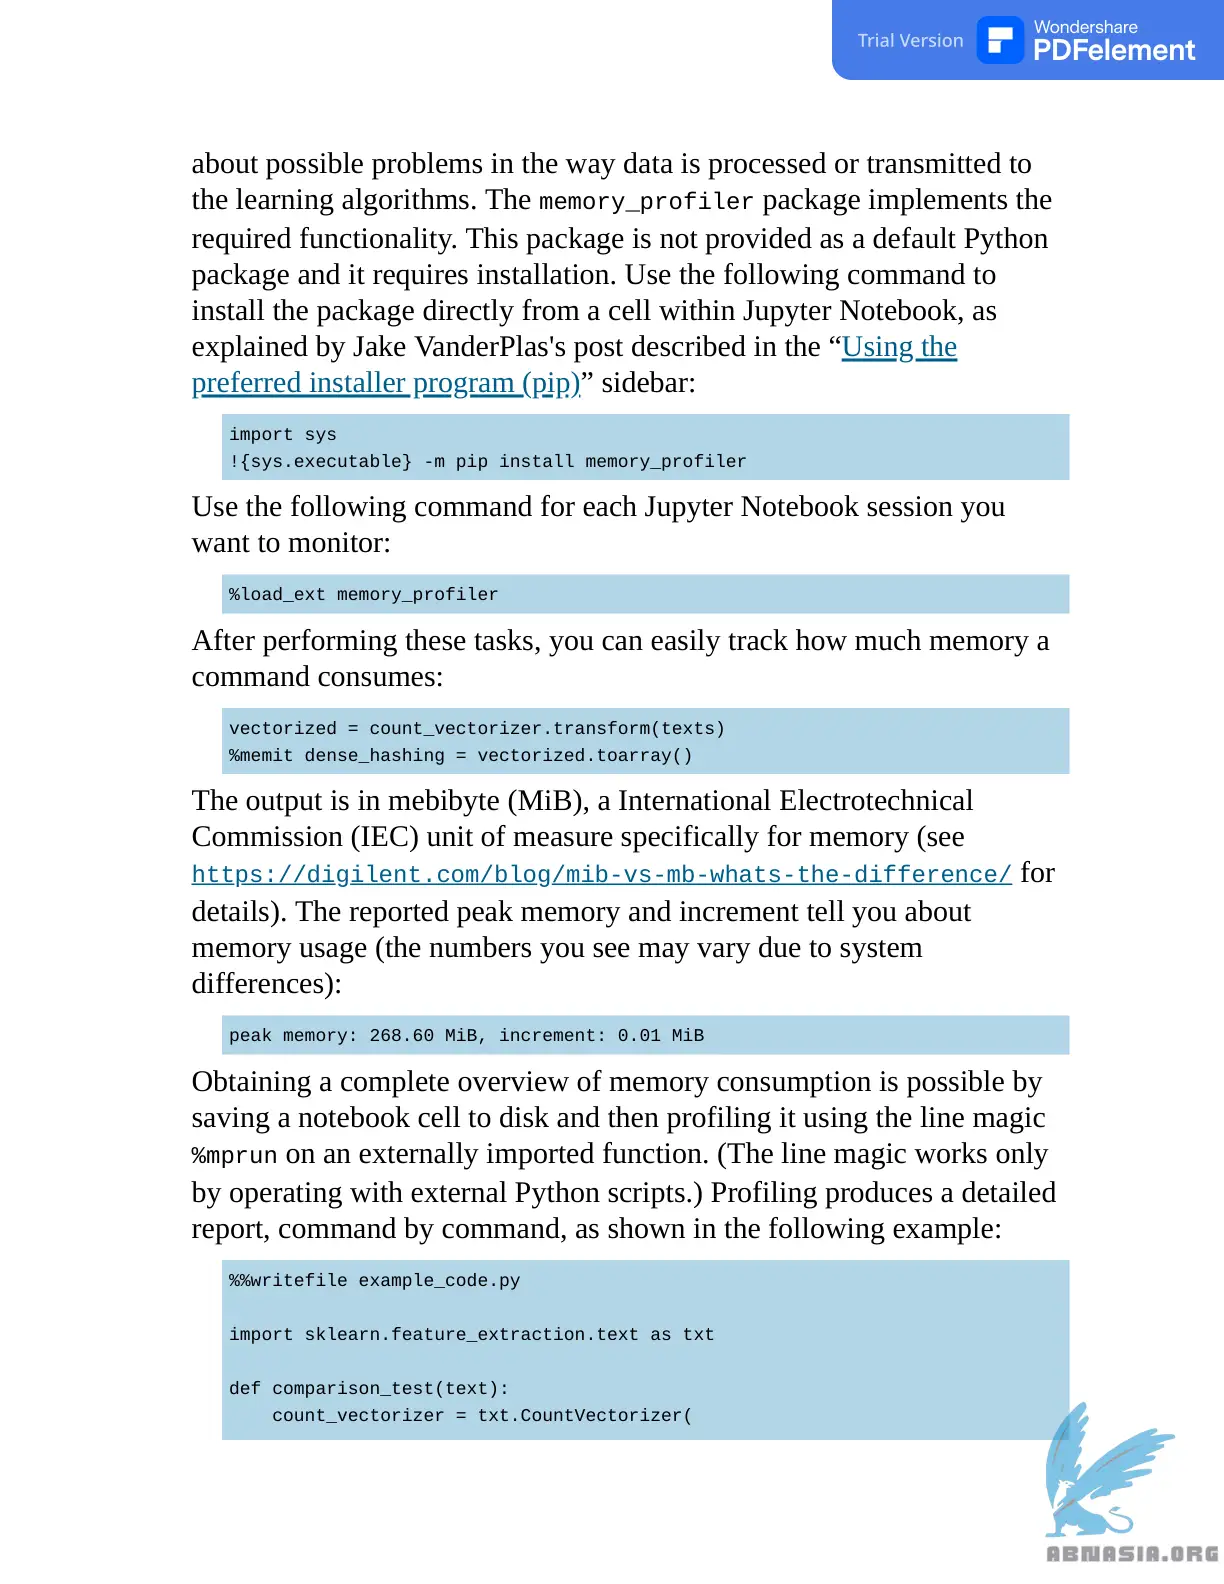 Trial Version
Wondershare
PDFelement
about possible problems in the way data is processed or transmitted to
the learning algorithms. The memory_profiler package implements the
required functionality. This package is not provided as a default Python
package and it requires installation. Use the following command to
install the package directly from a cell within Jupyter Notebook, as
explained by Jake VanderPlas's post described in the “Using the
preferred installer program (pip)” sidebar:
import sys
!{sys.executable} -m pip install memory_profiler
Use the following command for each Jupyter Notebook session you
want to monitor:
%load_ext memory_profiler
After performing these tasks, you can easily track how much memory a
command consumes:
vectorized = count_vectorizer.transform(texts)
%memit dense_hashing = vectorized.toarray()
The output is in mebibyte (MiB), a International Electrotechnical
Commission (IEC) unit of measure specifically for memory (see
https://digilent.com/blog/mib-vs-mb-whats-the-difference/ for
details). The reported peak memory and increment tell you about
memory usage (the numbers you see may vary due to system
differences):
peak memory: 268.60 MiB, increment: 0.01 MiB
Obtaining a complete overview of memory consumption is possible by
saving a notebook cell to disk and then profiling it using the line magic
%mprun on an externally imported function. (The line magic works only
by operating with external Python scripts.) Profiling produces a detailed
report, command by command, as shown in the following example:
%%writefile example_code.py
import sklearn.feature_extraction.text as txt
def comparison_test(text):
    count_vectorizer = txt.CountVectorizer(
ABNASIA.ORG